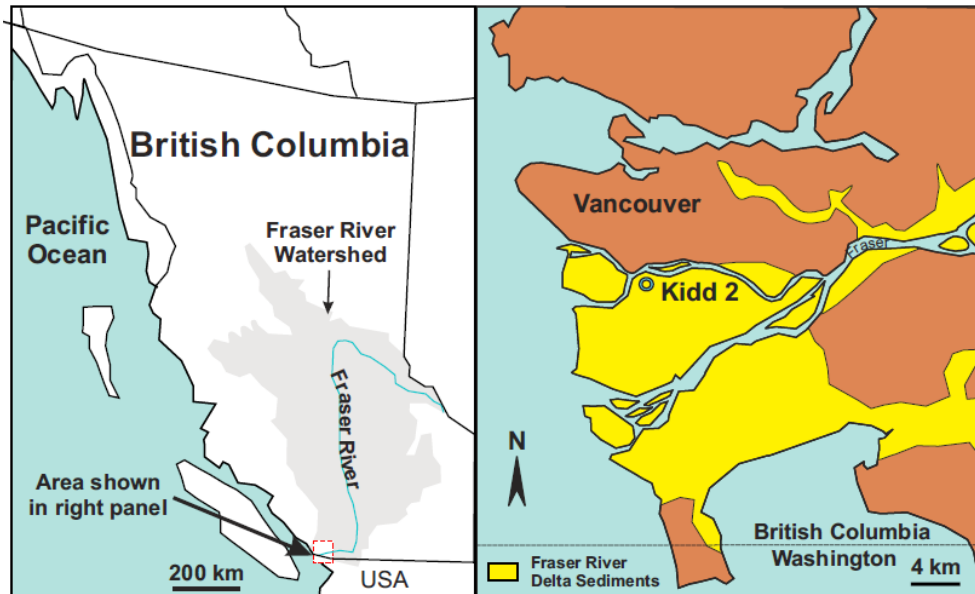 British Columbia
Pacific
Ocean
Fraser River
Watershed
Fraser River
Area shown
in right panel
200 km
USA
Vancouver
Fraser
Kidd 2
N
British Columbia
Washington
Fraser River
Delta Sediments
4 km